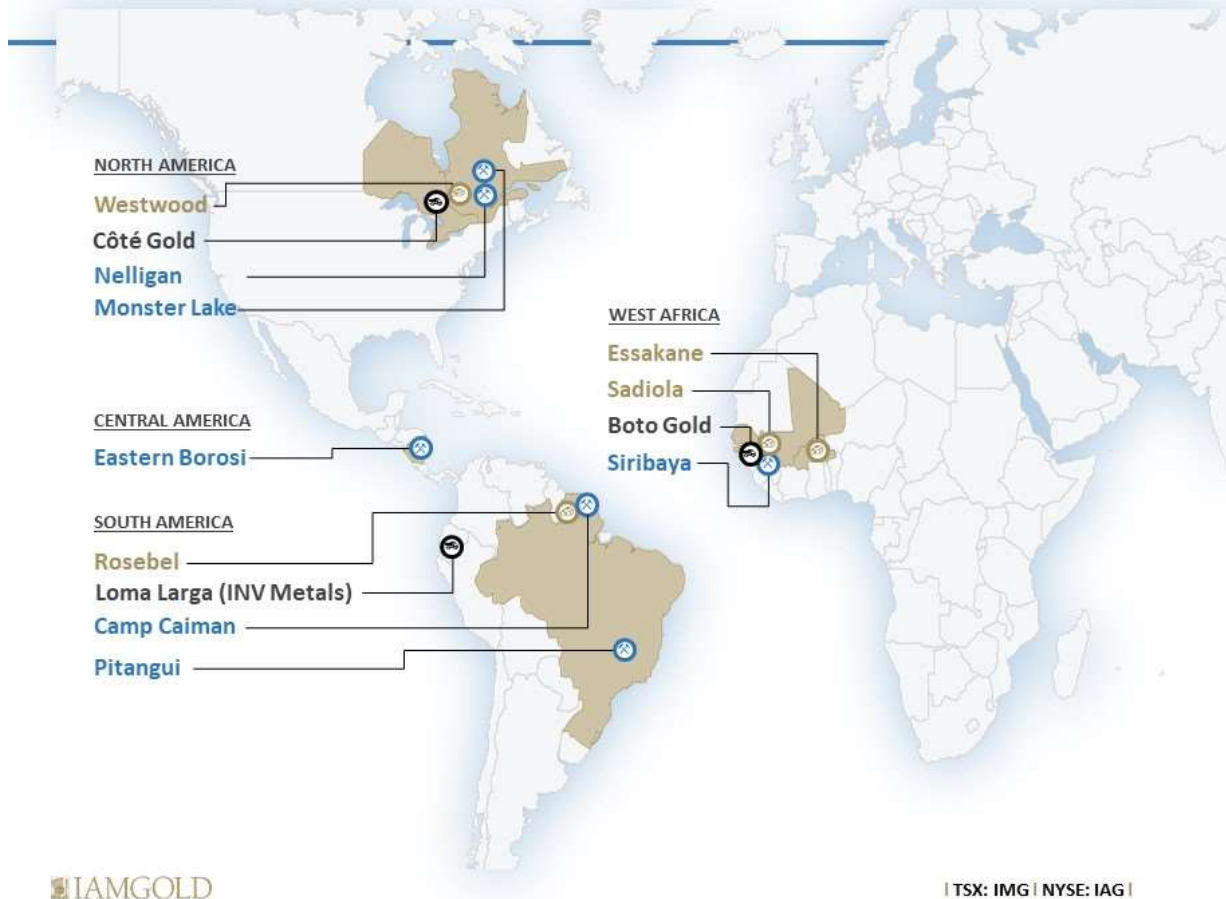 NORTH AMERICA
Westwood
Côté Gold
Nelligan
Monster Lake
CENTRAL AMERICA
Eastern Borosi
SOUTH AMERICA
Rosebel
Loma Larga (INV Metals)
Camp Caiman
Pitangui
WEST AFRICA
Essakane
Sadiola
Boto Gold
Siribaya
IAMGOLD
| TSX: IMG | NYSE: IAG |